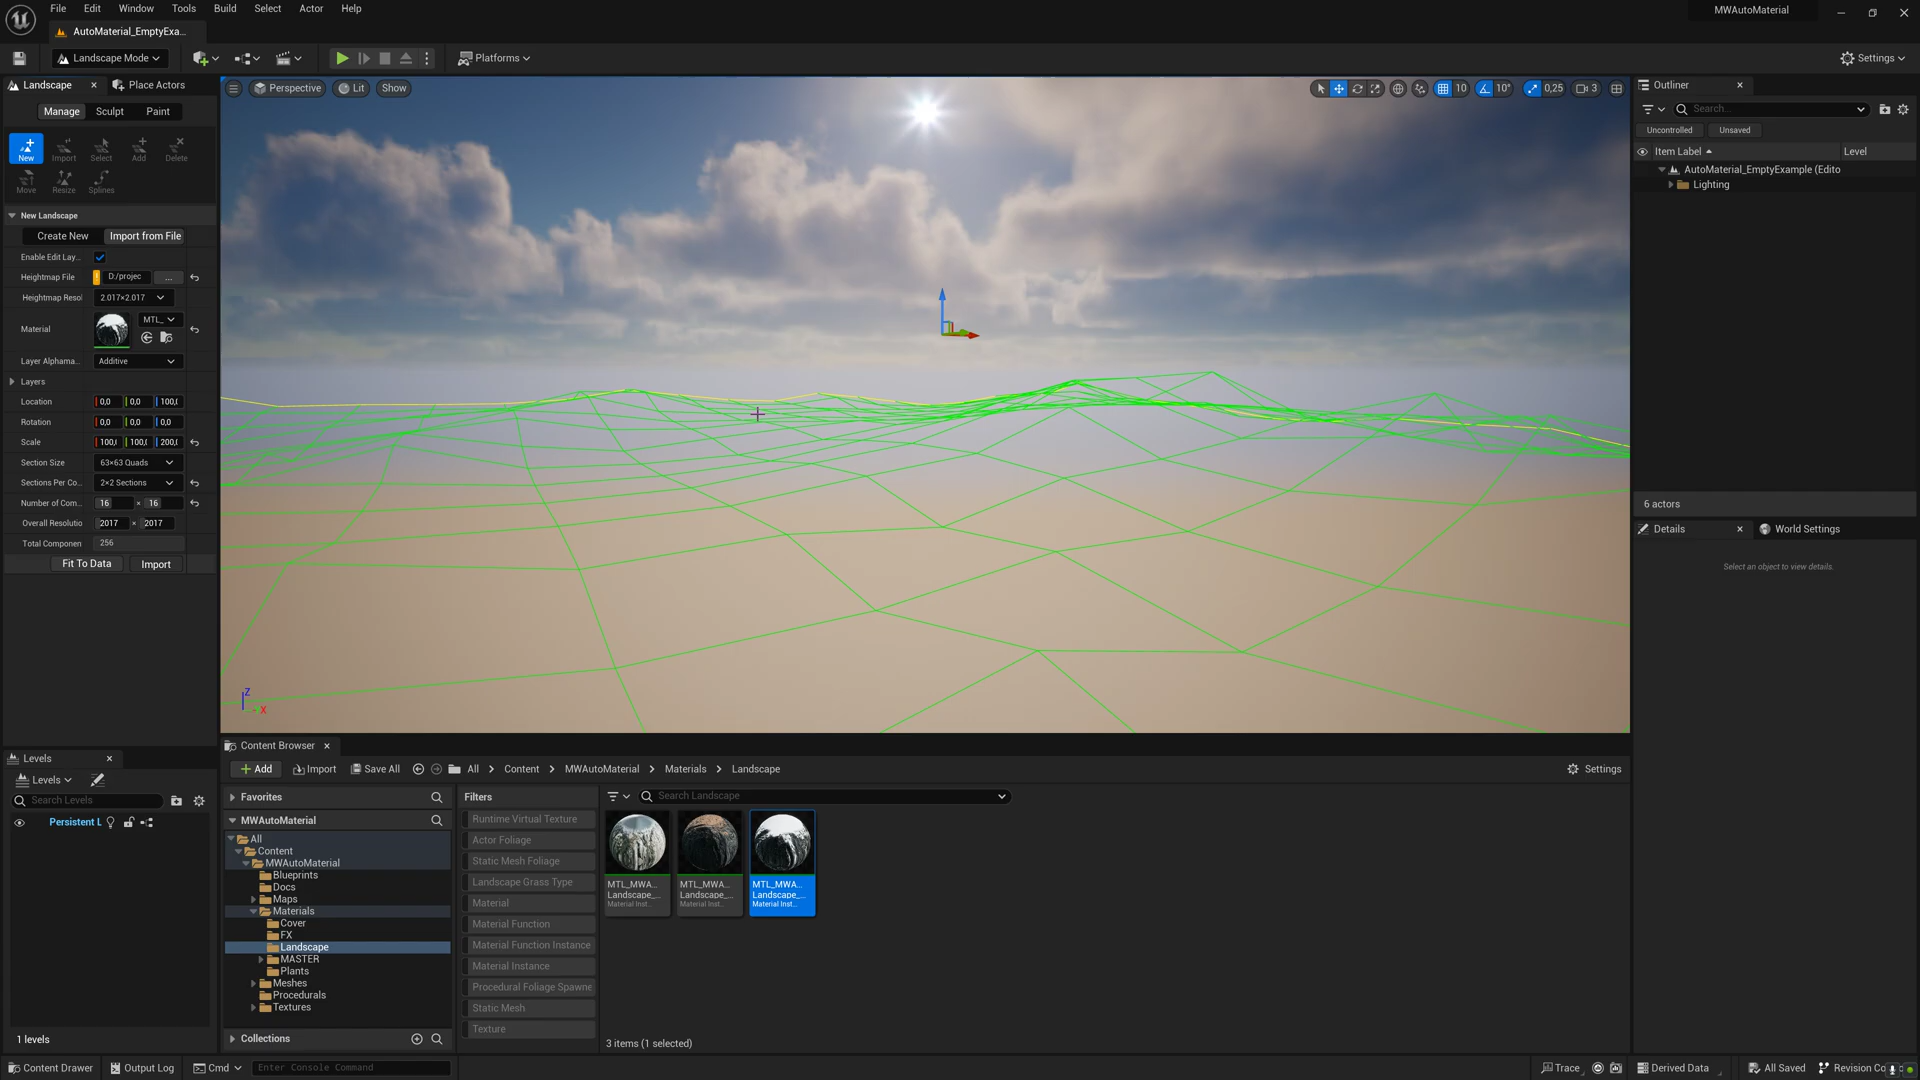 File Edit Window Tools Build Select Actor Help
MWAutoMaterial
AutoMaterial_EmptyExa...
Landscape Mode
Platforms
Settings
Landscape
Place Actors
Manage Sculpt Paint
New Import Select Add Delete
Move Resize Splines
New Landscape
Create New Import from File
Enable Edit Lay...
Heightmap File D:/projec ...
Heightmap Resol 2.017×2.017
Material MTL_
Layer Alphama... Additive
Layers
Location 0,0 0,0 100,(
Rotation 0,0 0,0 0,0
Scale 100,( 100,( 200,(
Section Size 63×63 Quads
Sections Per Co... 2×2 Sections
Number of Com... 16 × 16
Overall Resolutio 2017 × 2017
Total Componen 256
Fit To Data Import
Perspective Lit Show
10 10° 0,25 3
Z
X
Outliner
Search...
Uncontrolled Unsaved
Item Label Level
AutoMaterial_EmptyExample (Edito
Lighting
6 actors
Details World Settings
Select an object to view details.
Levels
Levels
Search Levels
Persistent L
1 levels
Content Browser
Add Import Save All All > Content > MWAutoMaterial > Materials > Landscape
Settings
Favorites
MWAutoMaterial
All
Content
MWAutoMaterial
Blueprints
Docs
Maps
Materials
Cover
FX
Landscape
MASTER
Plants
Meshes
Procedurals
Textures
Collections
Filters
Runtime Virtual Texture
Actor Foliage
Static Mesh Foliage
Landscape Grass Type
Material
Material Function
Material Function Instance
Material Instance
Procedural Foliage Spawne
Static Mesh
Texture
Search Landscape
MTL_MWA... MTL_MWA... MTL_MWA...
Landscape_... Landscape_... Landscape_...
Material Inst... Material Inst... Material Inst...
3 items (1 selected)
Content Drawer Output Log Cmd Enter Console Command
Trace Derived Data All Saved Revision Co